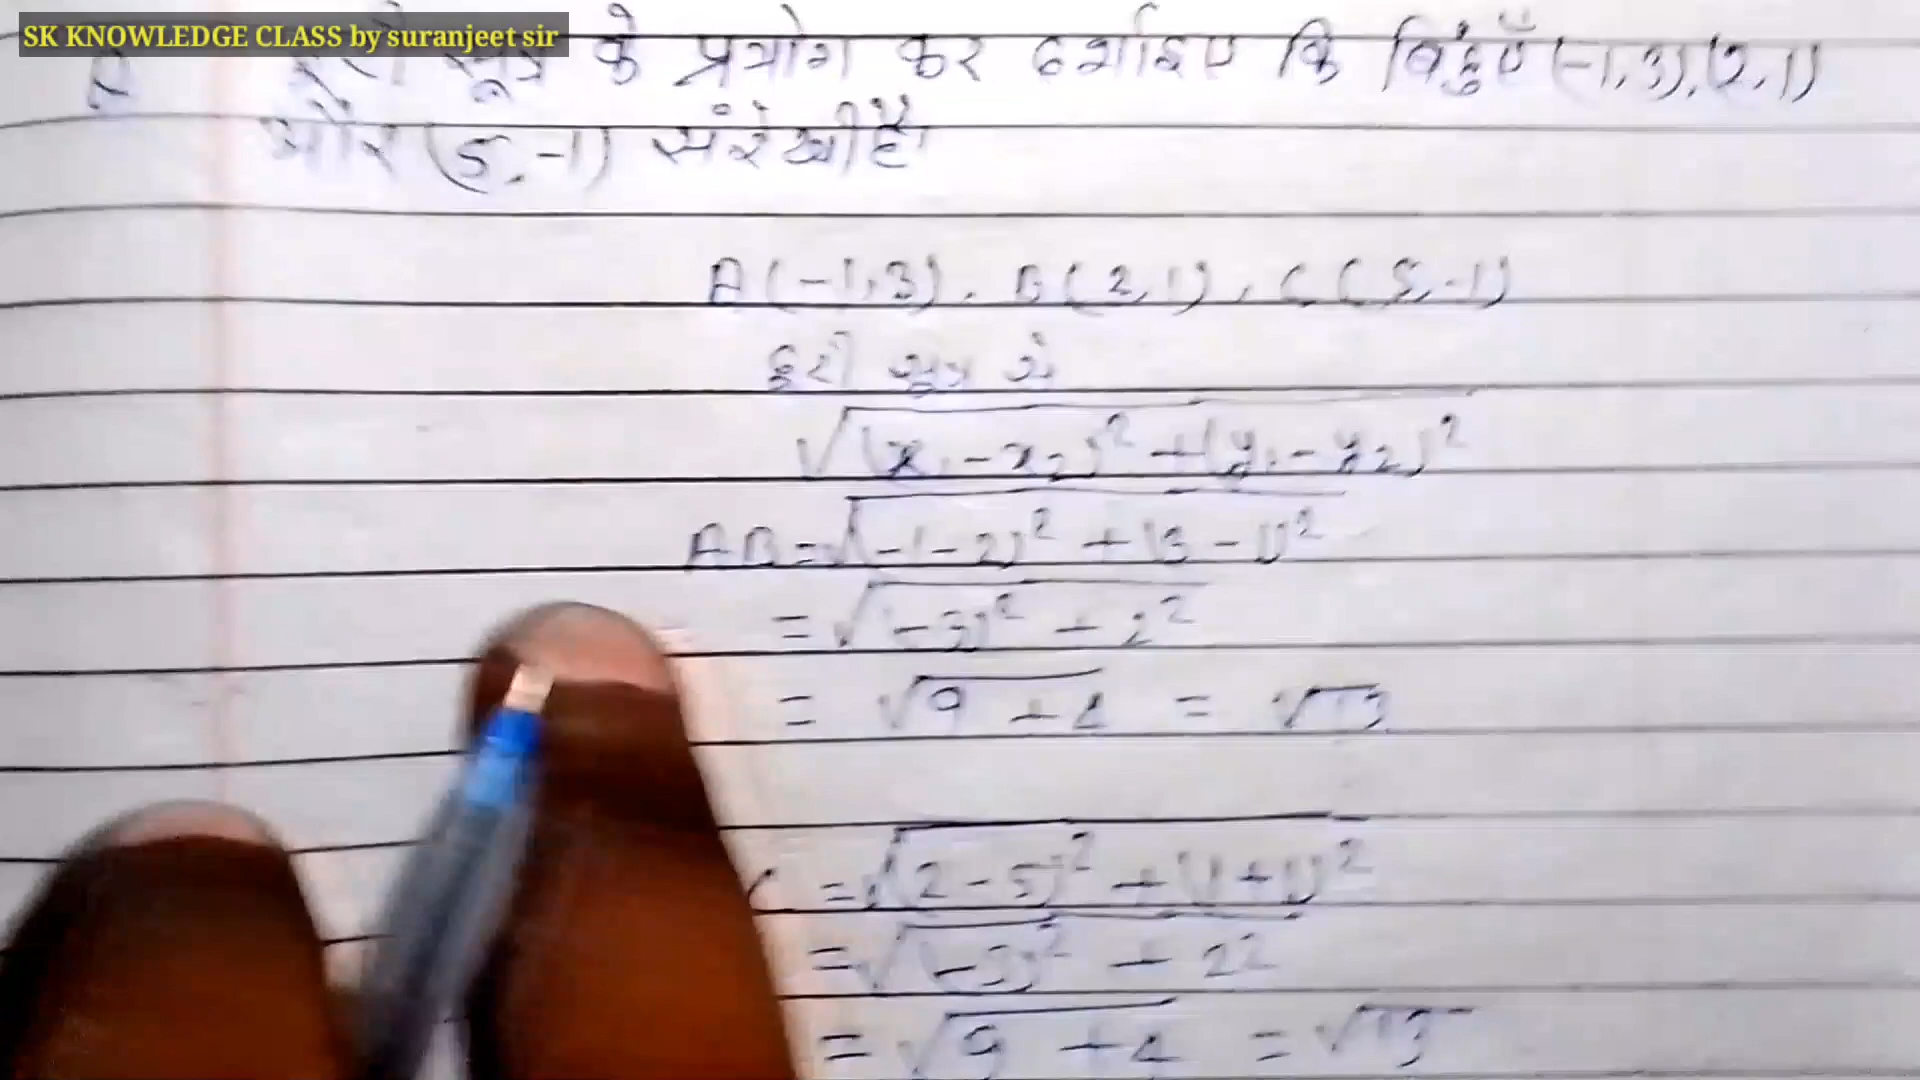 SK KNOWLEDGE CLASS by suranjeet sir
दूरी सूत्र के प्रयोग कर दर्शाइए कि बिंदुएँ (-1,3),(2,1)
और (5,-1) संरेखी है।
A(-1,3), B(2,1), C(5,-1)
दूरी सूत्र से
√(x₁-x₂)² + (y₁-y₂)²
AB = √(-1-2)² + (3-1)²
= √(-3)² + 2²
= √9+4 = √13
C = √(2-5)² + (1+1)²
= √(-3)² + 2²
= √9+4 = √13